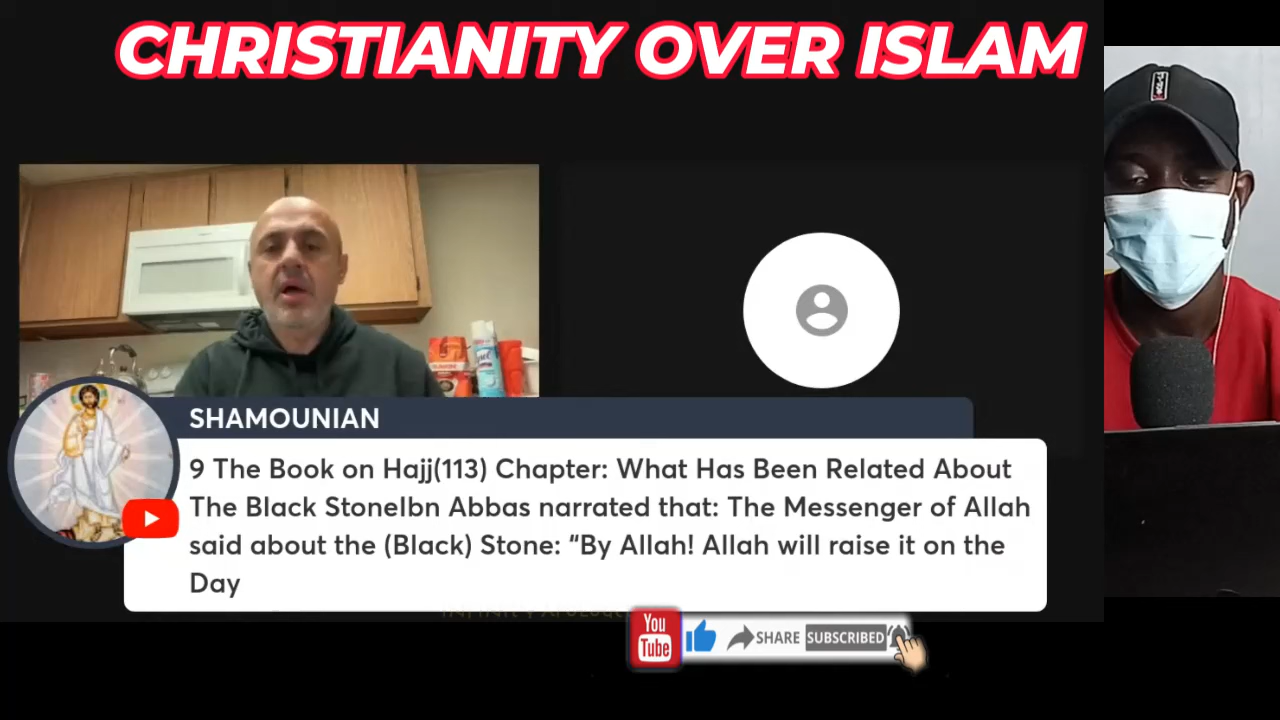 CHRISTIANITY OVER ISLAM
SHAMOUNIAN
9 The Book on Hajj(113) Chapter: What Has Been Related About
The Black StoneIbn Abbas narrated that: The Messenger of Allah
said about the (Black) Stone: “By Allah! Allah will raise it on the
Day
You
Tube
SHARE
SUBSCRIBED